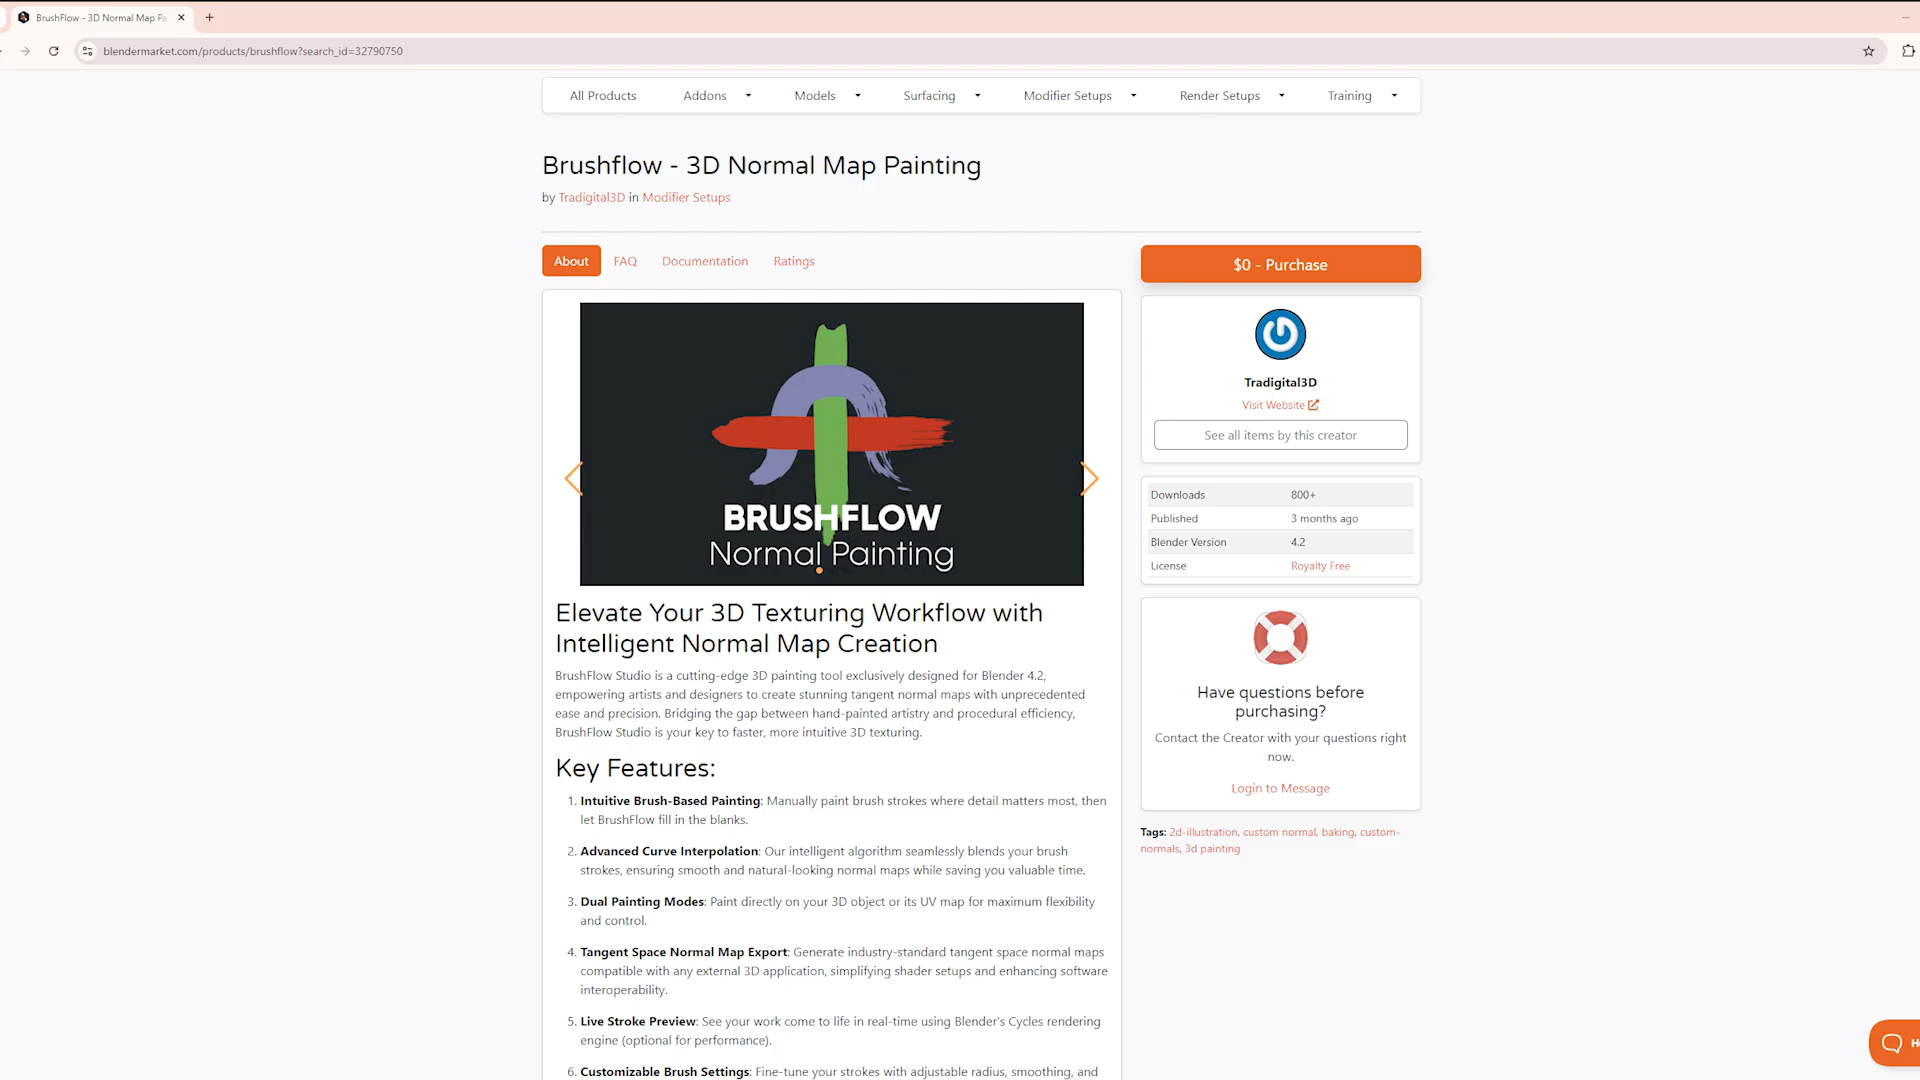 BrushFlow - 3D Normal Map Pa
blendermarket.com/products/brushflow?search_id=32790750
All Products Addons Models Surfacing Modifier Setups Render Setups Training
Brushflow - 3D Normal Map Painting
by Tradigital3D in Modifier Setups
About FAQ Documentation Ratings
$0 - Purchase
BRUSHFLOW
Normal Painting
Tradigital3D
Visit Website
See all items by this creator
Downloads 800+
Published 3 months ago
Blender Version 4.2
License Royalty Free
Elevate Your 3D Texturing Workflow with
Intelligent Normal Map Creation
BrushFlow Studio is a cutting-edge 3D painting tool exclusively designed for Blender 4.2,
empowering artists and designers to create stunning tangent normal maps with unprecedented
ease and precision. Bridging the gap between hand-painted artistry and procedural efficiency,
BrushFlow Studio is your key to faster, more intuitive 3D texturing.
Have questions before
purchasing?
Contact the Creator with your questions right
now.
Login to Message
Tags: 2d-illustration, custom normal, baking, custom-
normals, 3d painting
Key Features:
1. Intuitive Brush-Based Painting: Manually paint brush strokes where detail matters most, then
let BrushFlow fill in the blanks.
2. Advanced Curve Interpolation: Our intelligent algorithm seamlessly blends your brush
strokes, ensuring smooth and natural-looking normal maps while saving you valuable time.
3. Dual Painting Modes: Paint directly on your 3D object or its UV map for maximum flexibility
and control.
4. Tangent Space Normal Map Export: Generate industry-standard tangent space normal maps
compatible with any external 3D application, simplifying shader setups and enhancing software
interoperability.
5. Live Stroke Preview: See your work come to life in real-time using Blender's Cycles rendering
engine (optional for performance).
6. Customizable Brush Settings: Fine-tune your strokes with adjustable radius, smoothing, and